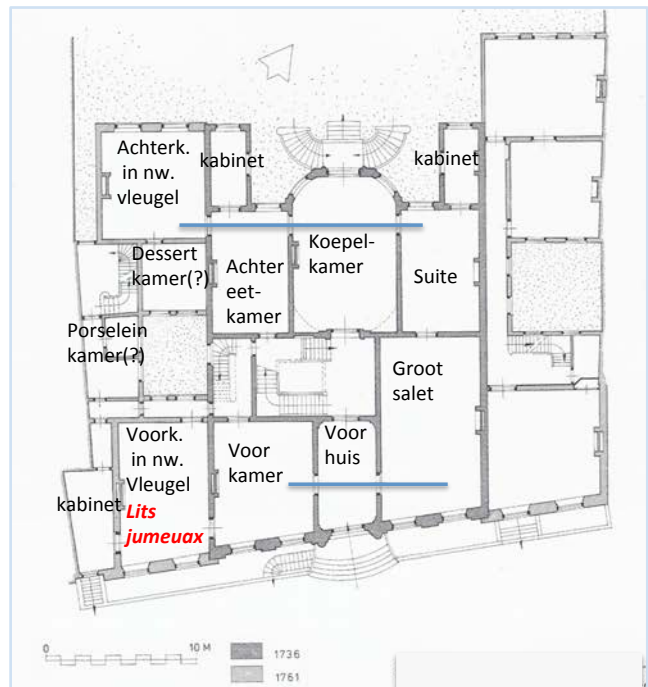 Achterk.
in nw.
vleugel
kabinet
kabinet
Dessert
kamer(?)
Achter
eet-
kamer
Koepel-
kamer
Suite
Porselein
kamer(?)
Groot
salet
Voork.
in nw.
Vleugel
Lits
jumeuax
kabinet
Voor
kamer
Voor
huis
0 10 M
1736
1761